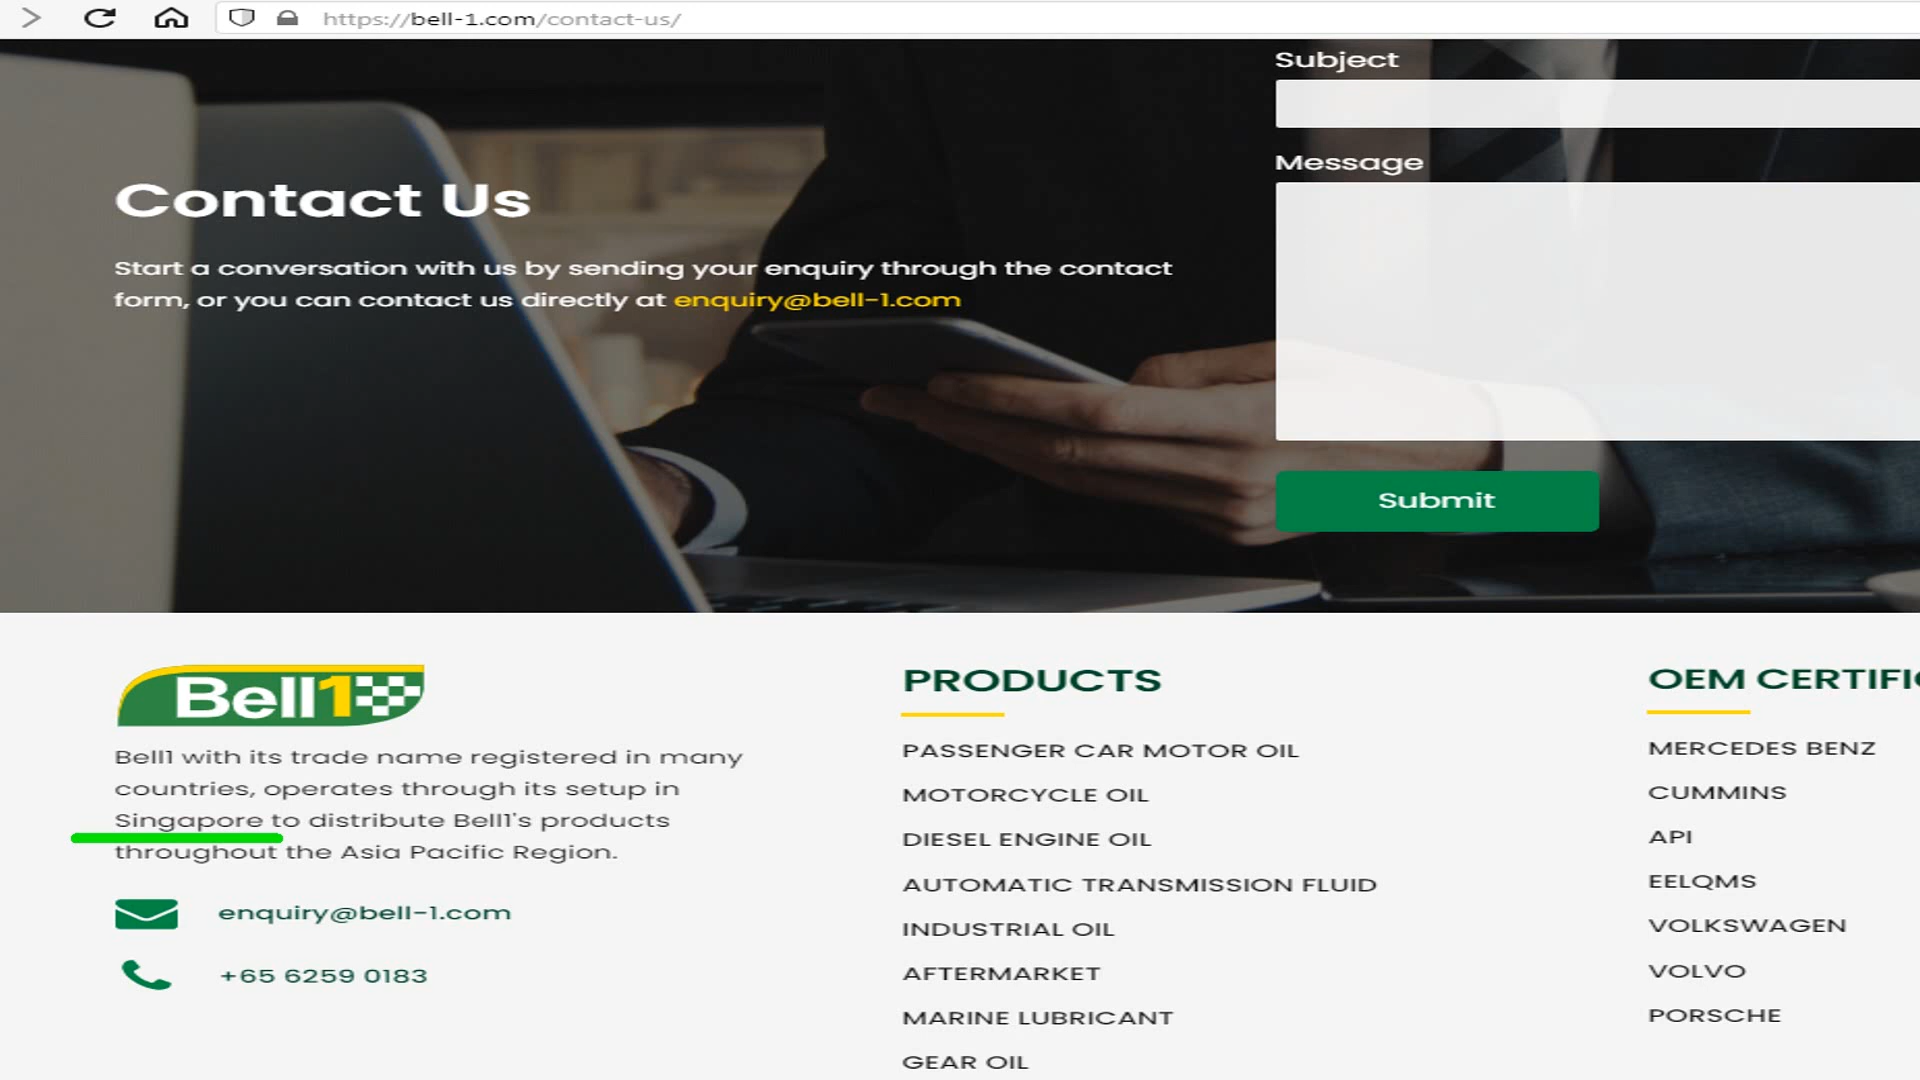 https://bell-1.com/contact-us/
Subject
Message
Contact Us
Start a conversation with us by sending your enquiry through the contact
form, or you can contact us directly at enquiry@bell-1.com
Submit
Bell1
Bell1 with its trade name registered in many
countries, operates through its setup in
Singapore to distribute Bell1's products
throughout the Asia Pacific Region.
enquiry@bell-1.com
+65 6259 0183
PRODUCTS
PASSENGER CAR MOTOR OIL
MOTORCYCLE OIL
DIESEL ENGINE OIL
AUTOMATIC TRANSMISSION FLUID
INDUSTRIAL OIL
AFTERMARKET
MARINE LUBRICANT
GEAR OIL
OEM CERTIFIC
MERCEDES BENZ
CUMMINS
API
EELQMS
VOLKSWAGEN
VOLVO
PORSCHE